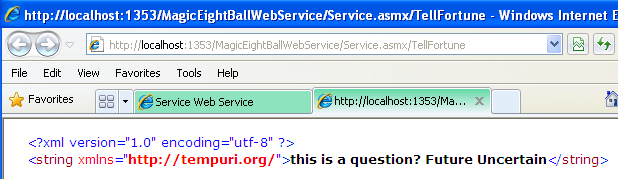 http://localhost:1353/MagicEightBallWebService/Service.asmx/TellFortune - Windows Internet E
http://localhost:1353/MagicEightBallWebService/Service.asmx/TellFortune
File Edit View Favorites Tools Help
Favorites Service Web Service http://localhost:1353/Ma...
<?xml version="1.0" encoding="utf-8" ?>
<string xmlns="http://tempuri.org/">this is a question? Future Uncertain</string>